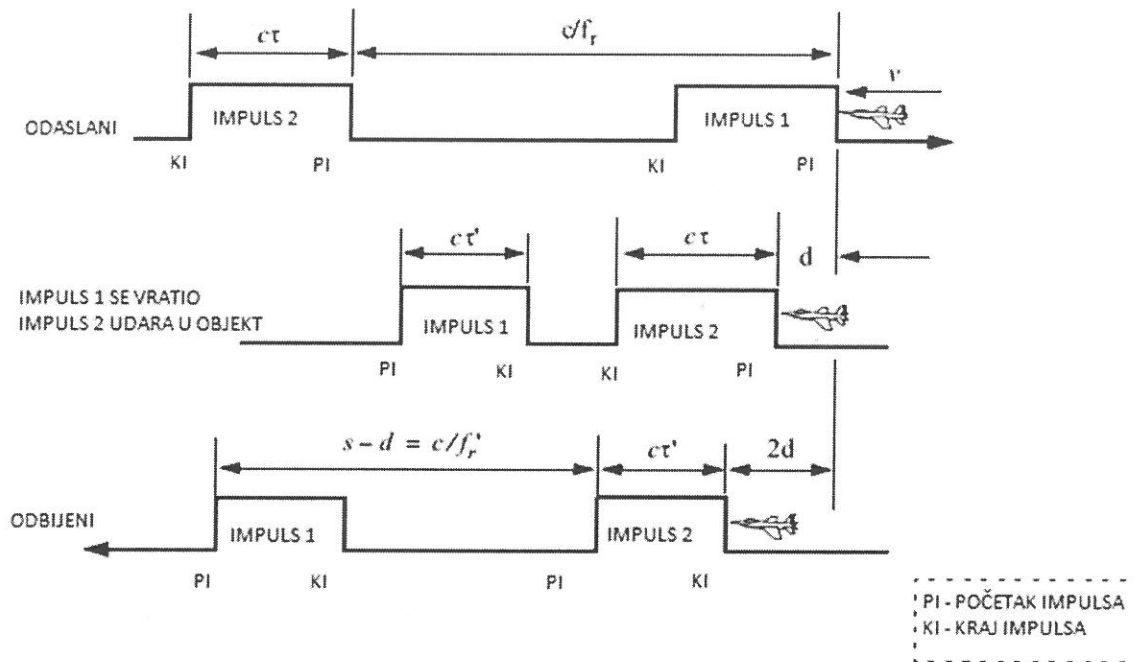 cτ
c/fᵣ
v
ODASLANI
IMPULS 2
IMPULS 1
KI
PI
KI
PI
cτ'
cτ
d
IMPULS 1 SE VRATIO
IMPULS 2 UDARA U OBJEKT
IMPULS 1
IMPULS 2
PI
KI
KI
PI
s – d = c/fᵣ'
cτ'
2d
ODBIJENI
IMPULS 1
IMPULS 2
PI
KI
PI
KI
PI - POČETAK IMPULSA
KI - KRAJ IMPULSA